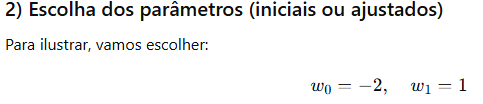 2) Escolha dos parâmetros (iniciais ou ajustados)
Para ilustrar, vamos escolher:
w₀ = −2, w₁ = 1